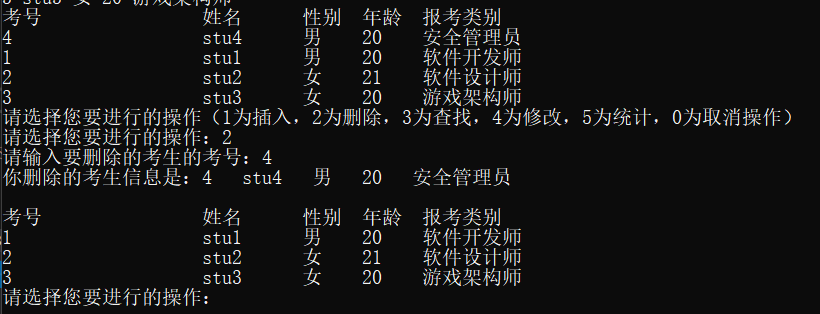 3 stu3 女 20 游戏架构师
考号 姓名 性别 年龄 报考类别
4 stu4 男 20 安全管理员
1 stu1 男 20 软件开发师
2 stu2 女 21 软件设计师
3 stu3 女 20 游戏架构师
请选择您要进行的操作（1为插入，2为删除，3为查找，4为修改，5为统计，0为取消操作）
请选择您要进行的操作：2
请输入要删除的考生的考号：4
你删除的考生信息是：4 stu4 男 20 安全管理员
考号 姓名 性别 年龄 报考类别
1 stu1 男 20 软件开发师
2 stu2 女 21 软件设计师
3 stu3 女 20 游戏架构师
请选择您要进行的操作：